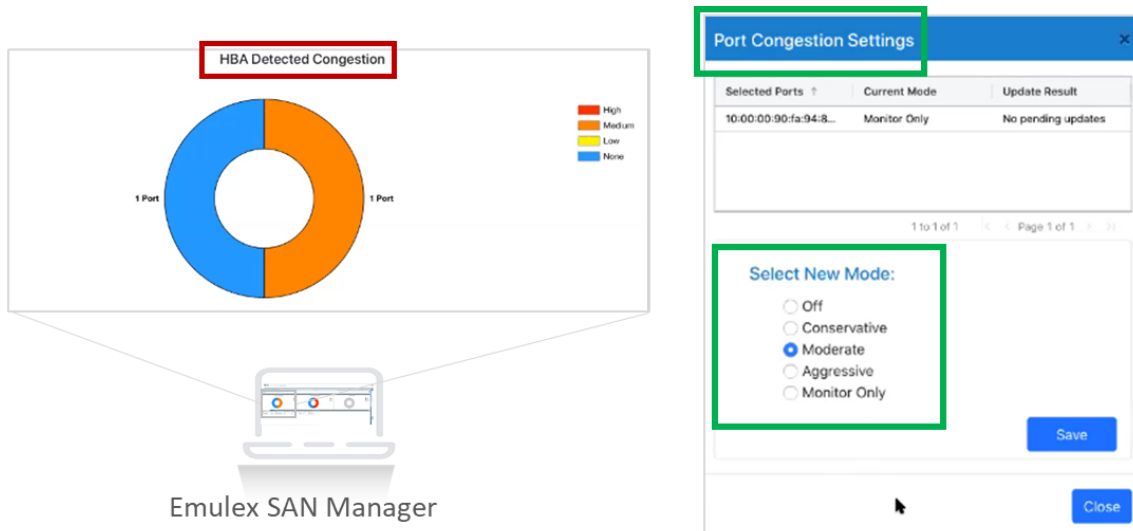 HBA Detected Congestion
High
Medium
Low
None
1 Port
1 Port
Emulex SAN Manager
Port Congestion Settings
×
Selected Ports ↑ Current Mode Update Result
10:00:00:90:fa:94:8... Monitor Only No pending updates
1 to 1 of 1 Page 1 of 1
Select New Mode:
Off
Conservative
Moderate
Aggressive
Monitor Only
Save
Close